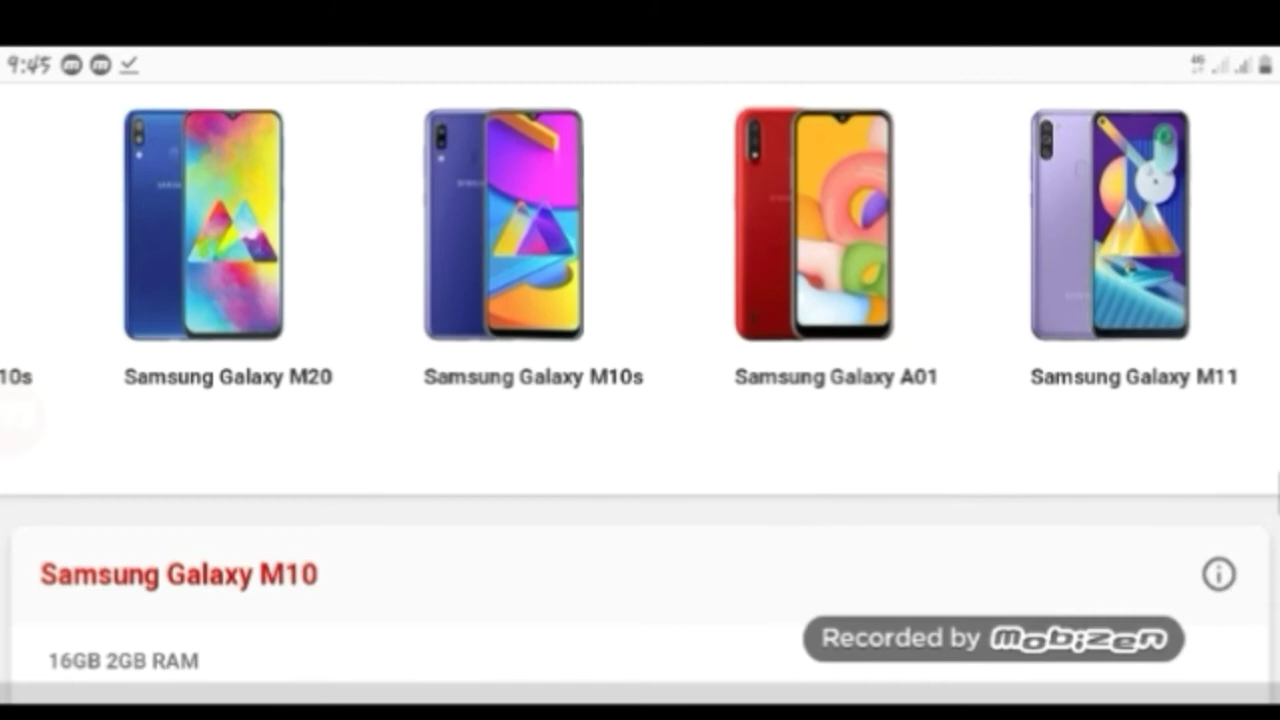 9:45
4G
10s
Samsung Galaxy M20
Samsung Galaxy M10s
Samsung Galaxy A01
Samsung Galaxy M11
Samsung Galaxy M10
16GB 2GB RAM
Recorded by mobizen